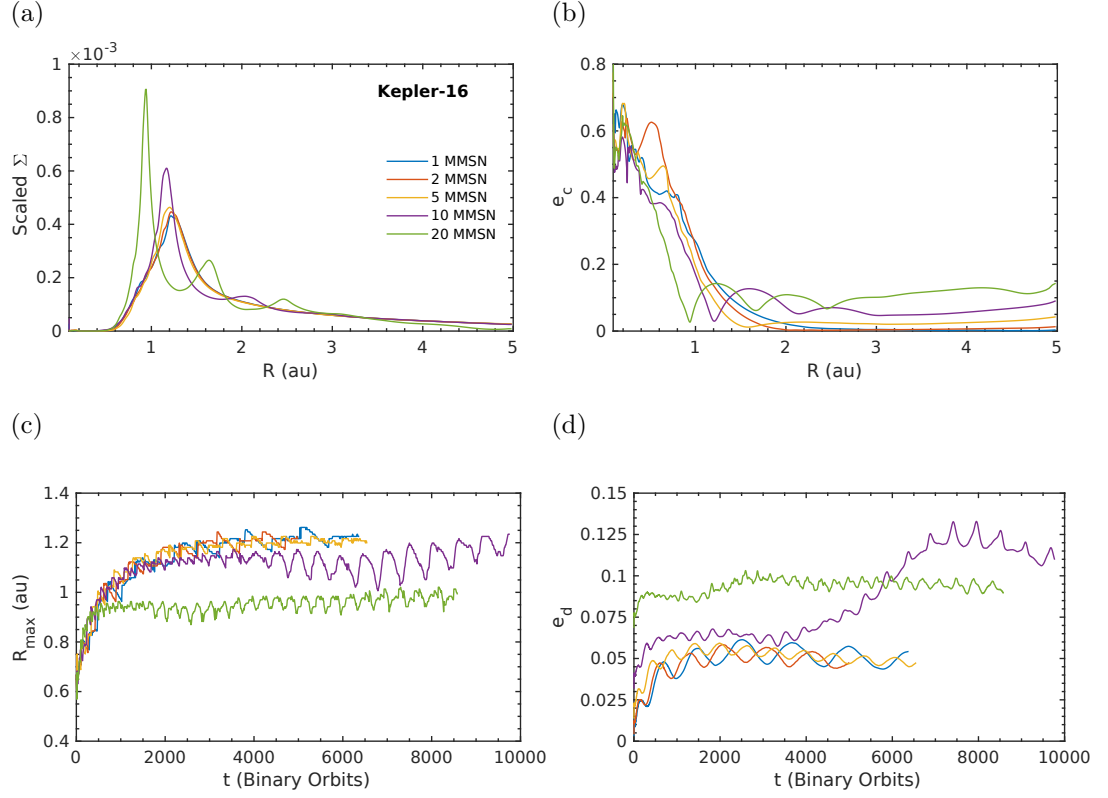 (a)
×10⁻³
1
0.8
0.6
0.4
0.2
0
Scaled Σ
Kepler-16
1 MMSN
2 MMSN
5 MMSN
10 MMSN
20 MMSN
1 2 3 4 5
R (au)
(b)
0.8
0.6
0.4
0.2
0
e_c
1 2 3 4 5
R (au)
(c)
1.4
1.2
1
0.8
0.6
0.4
R_max (au)
0 2000 4000 6000 8000 10000
t (Binary Orbits)
(d)
0.15
0.125
0.1
0.075
0.05
0.025
0
e_d
0 2000 4000 6000 8000 10000
t (Binary Orbits)